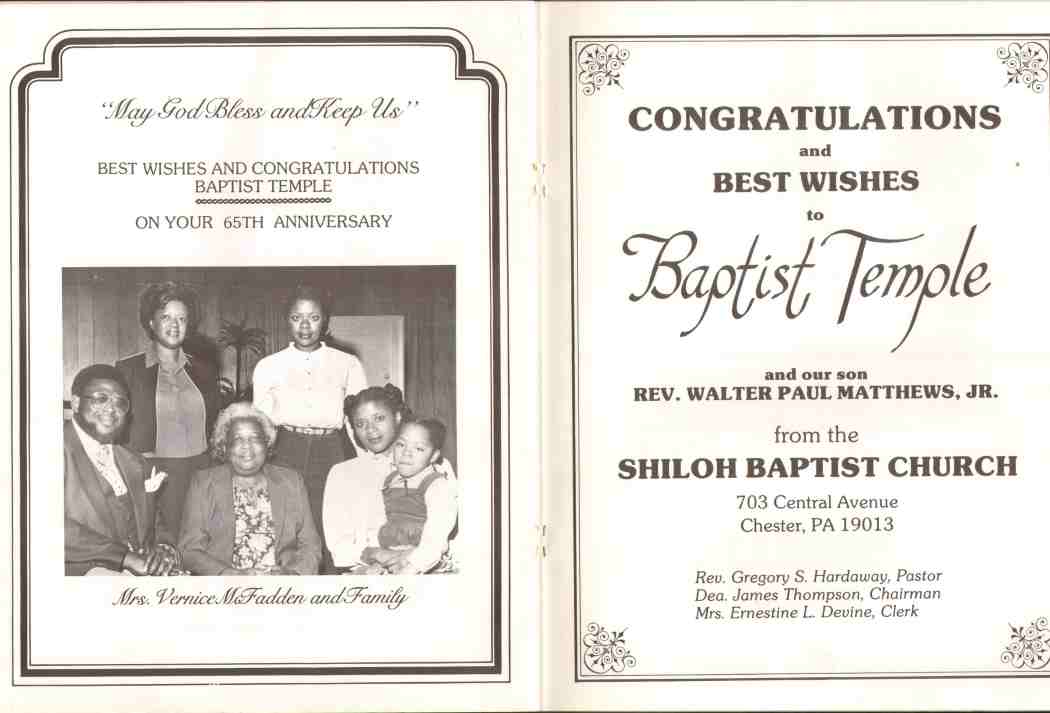 "May God Bless and Keep Us"
BEST WISHES AND CONGRATULATIONS
BAPTIST TEMPLE
ON YOUR 65TH ANNIVERSARY
Mrs. Vernice McFadden and Family
CONGRATULATIONS
and
BEST WISHES
to
Baptist Temple
and our son
REV. WALTER PAUL MATTHEWS, JR.
from the
SHILOH BAPTIST CHURCH
703 Central Avenue
Chester, PA 19013
Rev. Gregory S. Hardaway, Pastor
Dea. James Thompson, Chairman
Mrs. Ernestine L. Devine, Clerk